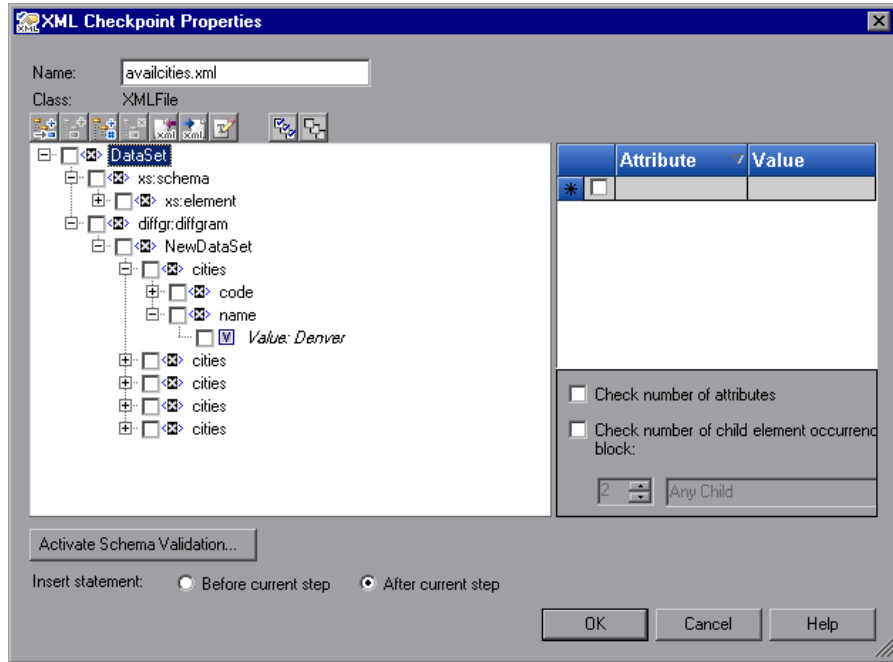 XML Checkpoint Properties
Name: availcities.xml
Class: XMLFile
DataSet
Attribute Value
xs:schema
xs:element
diffgr:diffgram
NewDataSet
cities
code
name
Value: Denver
cities
cities
cities
cities
Check number of attributes
Check number of child element occurrenc
block:
2 Any Child
Activate Schema Validation...
Insert statement: Before current step After current step
OK Cancel Help